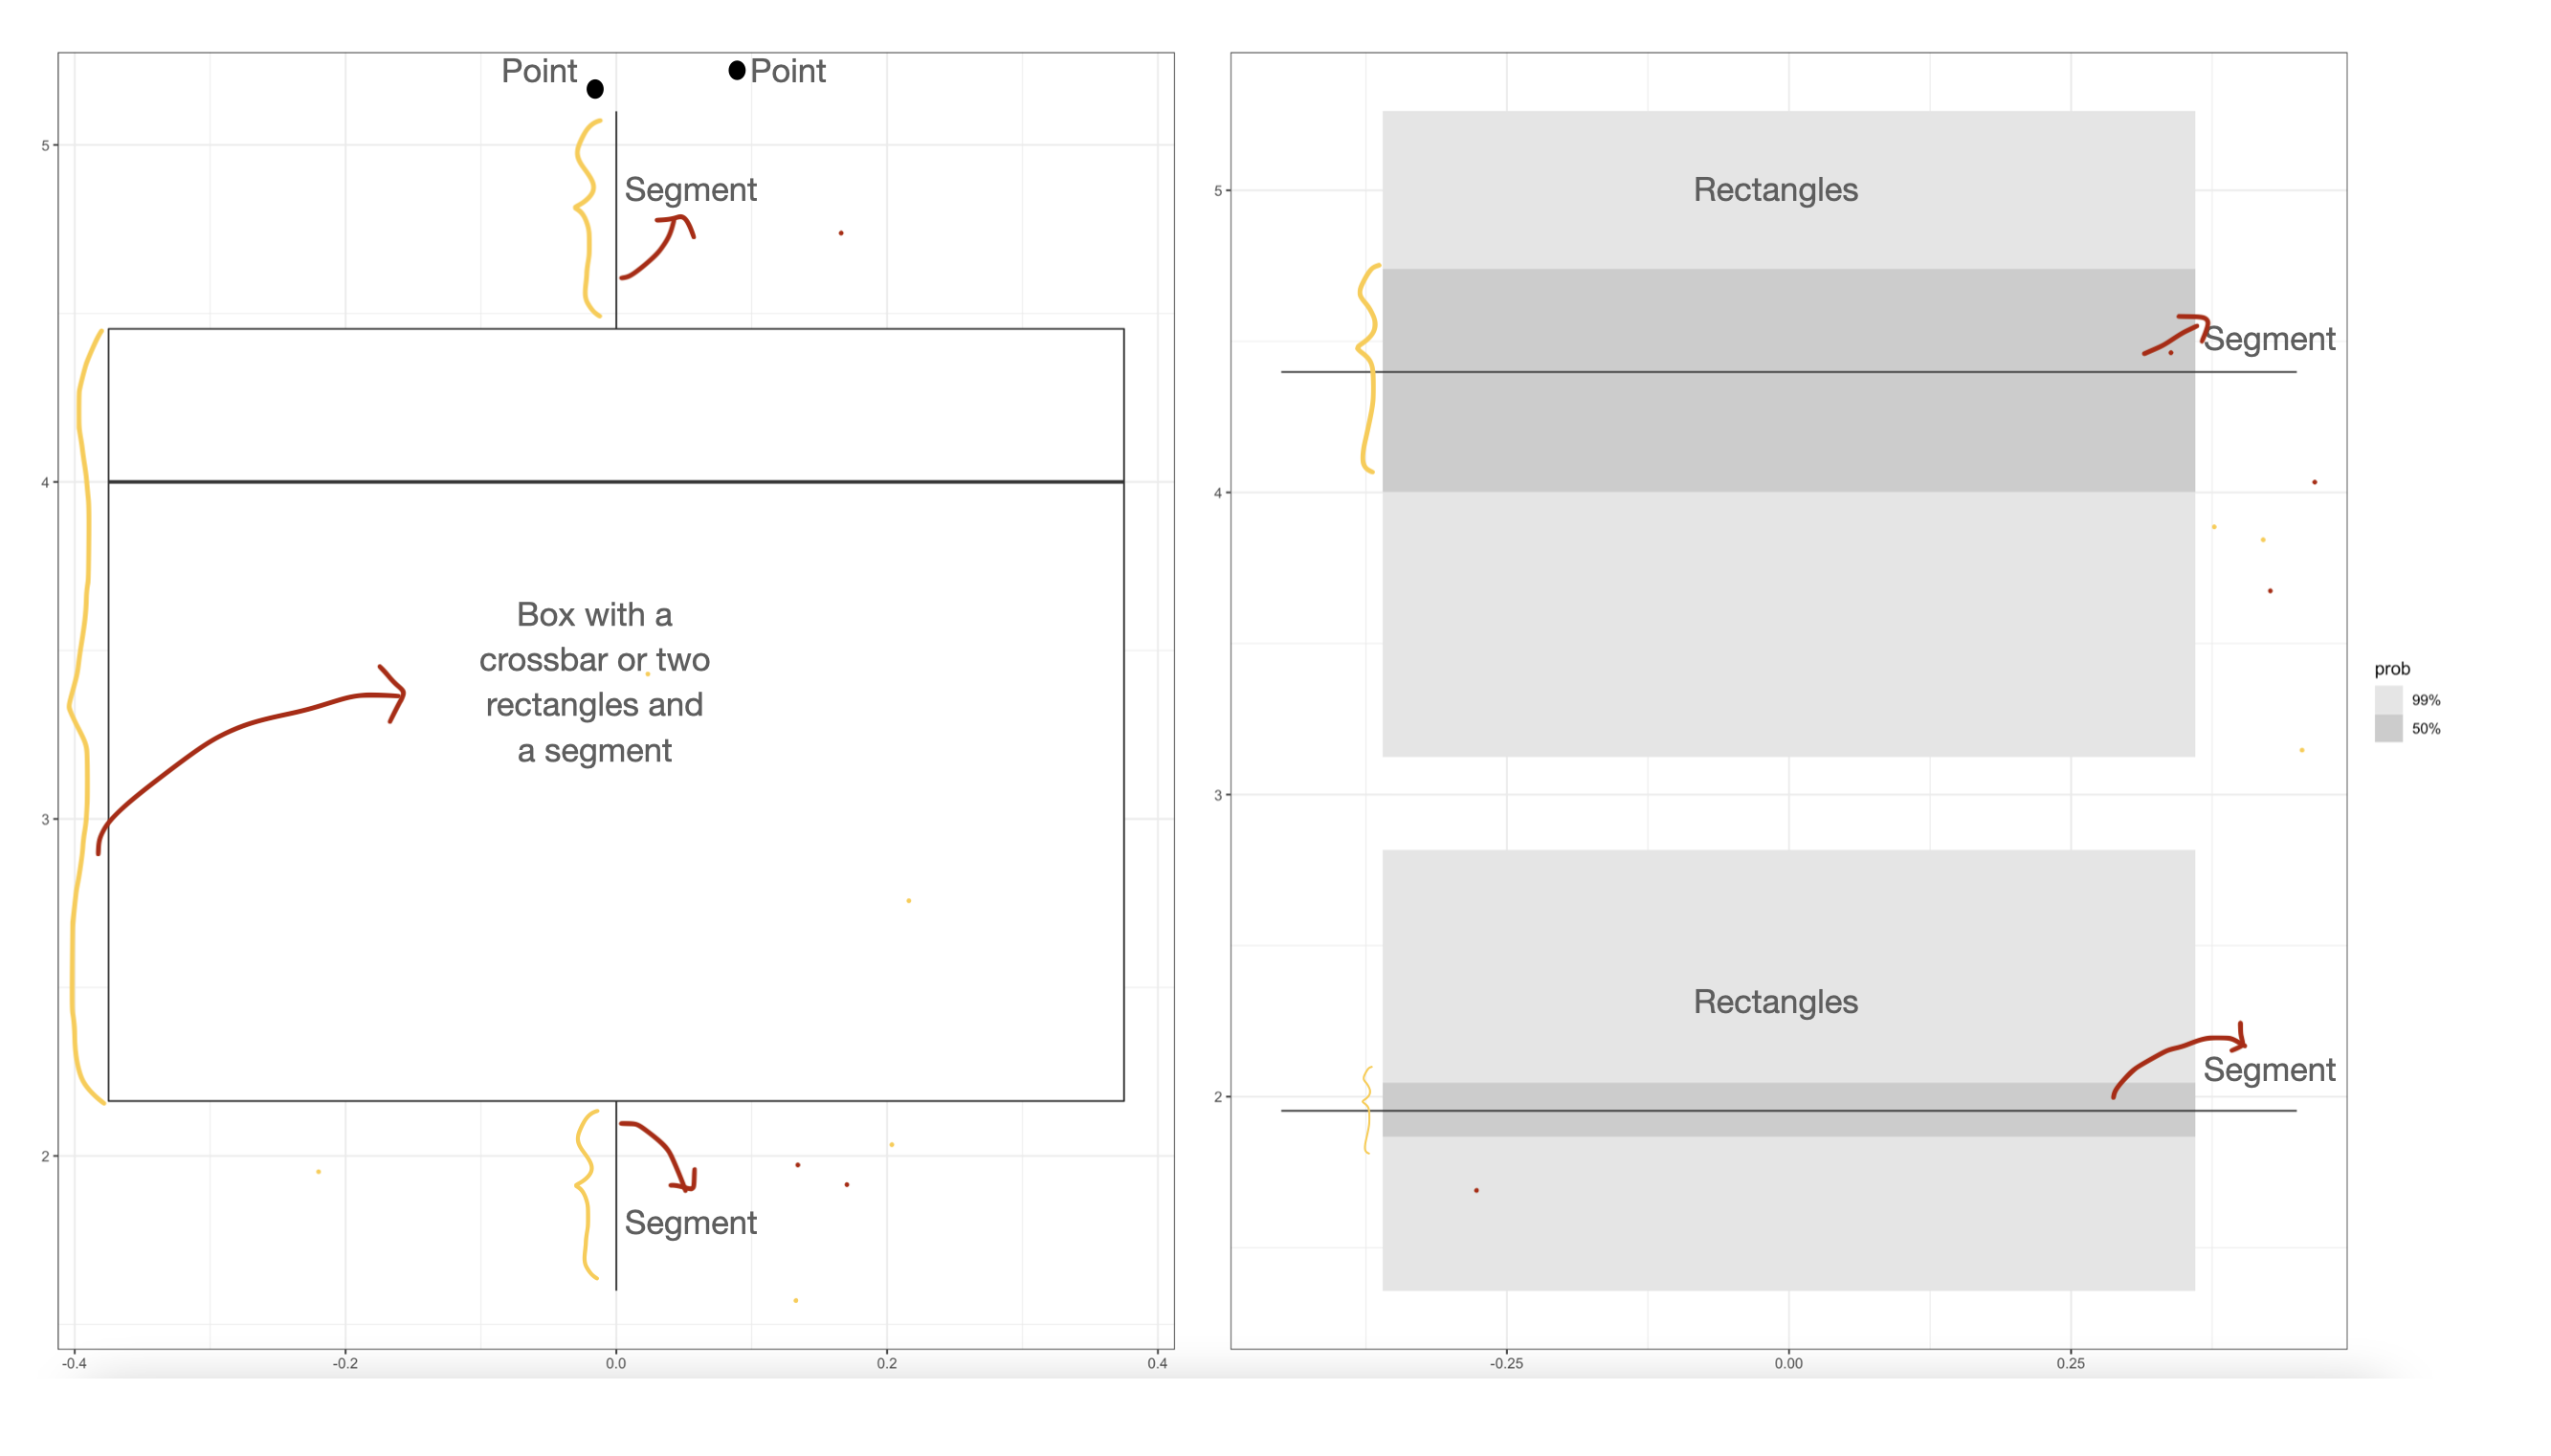 Point
Point
5
Segment
4
Box with a
crossbar or two
rectangles and
a segment
3
2
Segment
-0.4
-0.2
0.0
0.2
0.4
5
Rectangles
Segment
4
3
Rectangles
Segment
2
-0.25
0.00
0.25
prob
99%
50%